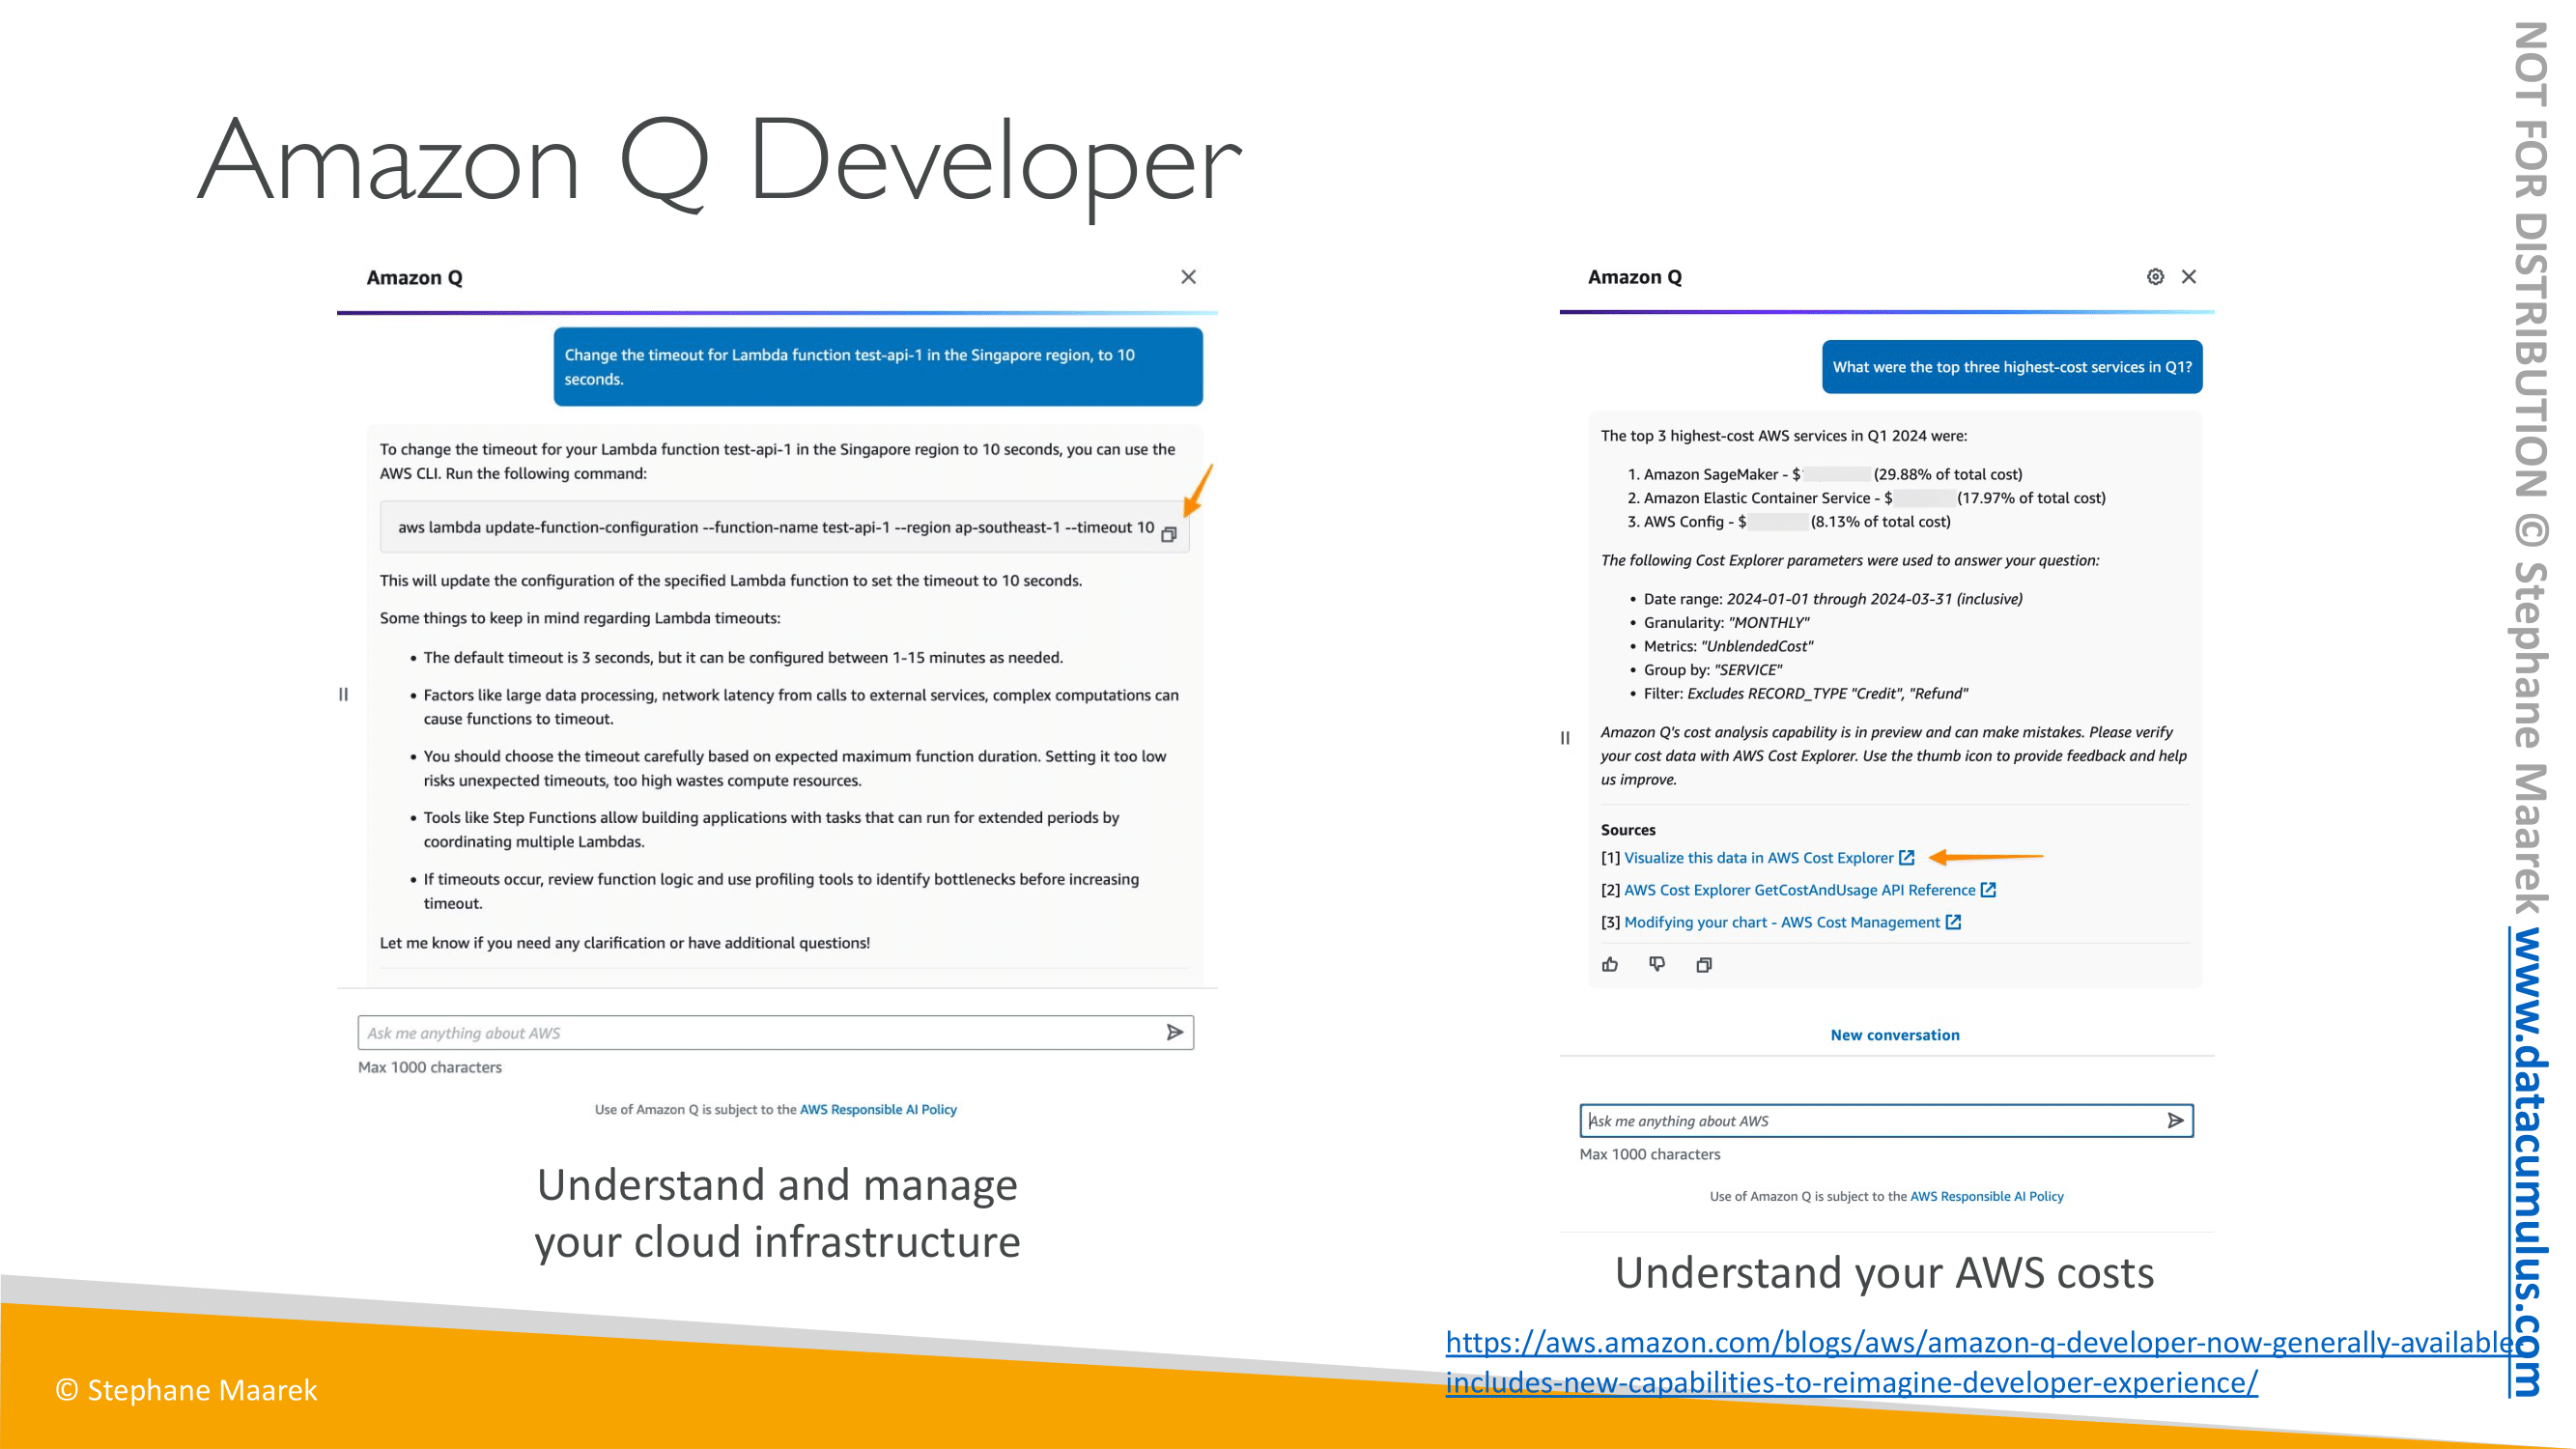 Amazon Q Developer
Amazon Q
Change the timeout for Lambda function test-api-1 in the Singapore region, to 10
seconds.
To change the timeout for your Lambda function test-api-1 in the Singapore region to 10 seconds, you can use the
AWS CLI. Run the following command:
aws lambda update-function-configuration --function-name test-api-1 --region ap-southeast-1 --timeout 10
This will update the configuration of the specified Lambda function to set the timeout to 10 seconds.
Some things to keep in mind regarding Lambda timeouts:
• The default timeout is 3 seconds, but it can be configured between 1-15 minutes as needed.
• Factors like large data processing, network latency from calls to external services, complex computations can
cause functions to timeout.
• You should choose the timeout carefully based on expected maximum function duration. Setting it too low
risks unexpected timeouts, too high wastes compute resources.
• Tools like Step Functions allow building applications with tasks that can run for extended periods by
coordinating multiple Lambdas.
• If timeouts occur, review function logic and use profiling tools to identify bottlenecks before increasing
timeout.
Let me know if you need any clarification or have additional questions!
Ask me anything about AWS
Max 1000 characters
Use of Amazon Q is subject to the AWS Responsible AI Policy
Understand and manage
your cloud infrastructure
Amazon Q
What were the top three highest-cost services in Q1?
The top 3 highest-cost AWS services in Q1 2024 were:
1. Amazon SageMaker - $ (29.88% of total cost)
2. Amazon Elastic Container Service - $ (17.97% of total cost)
3. AWS Config - $ (8.13% of total cost)
The following Cost Explorer parameters were used to answer your question:
• Date range: 2024-01-01 through 2024-03-31 (inclusive)
• Granularity: "MONTHLY"
• Metrics: "UnblendedCost"
• Group by: "SERVICE"
• Filter: Excludes RECORD_TYPE "Credit", "Refund"
Amazon Q's cost analysis capability is in preview and can make mistakes. Please verify
your cost data with AWS Cost Explorer. Use the thumb icon to provide feedback and help
us improve.
Sources
[1] Visualize this data in AWS Cost Explorer
[2] AWS Cost Explorer GetCostAndUsage API Reference
[3] Modifying your chart - AWS Cost Management
New conversation
Ask me anything about AWS
Max 1000 characters
Use of Amazon Q is subject to the AWS Responsible AI Policy
Understand your AWS costs
https://aws.amazon.com/blogs/aws/amazon-q-developer-now-generally-available-
includes-new-capabilities-to-reimagine-developer-experience/
© Stephane Maarek
NOT FOR DISTRIBUTION © Stephane Maarek www.datacumulus.com